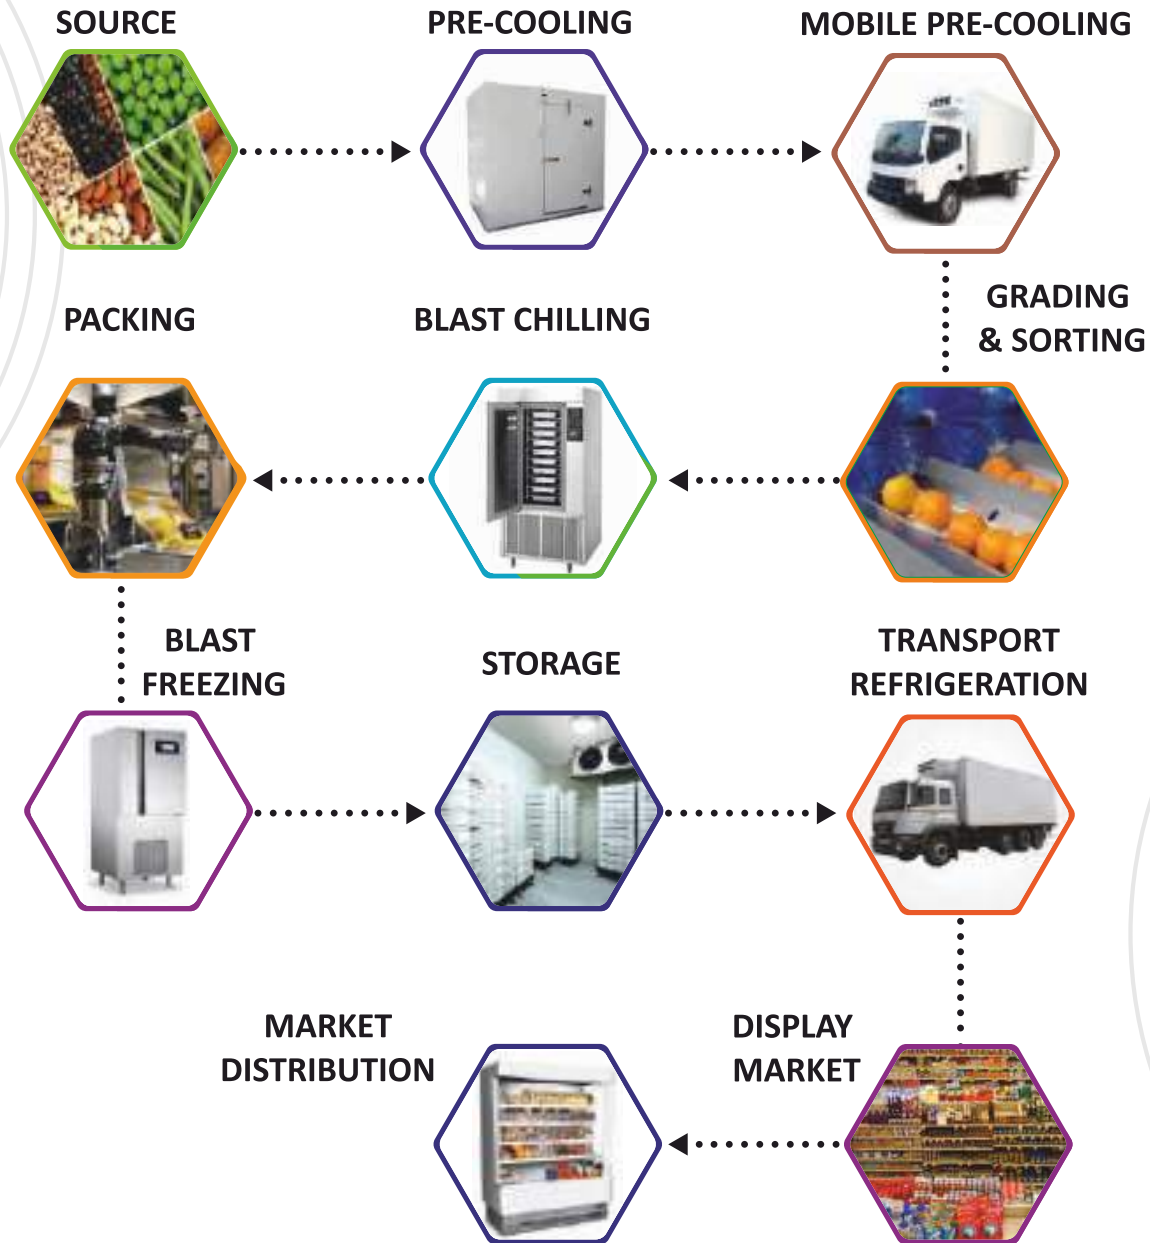 SOURCE
PRE-COOLING
MOBILE PRE-COOLING
GRADING
& SORTING
BLAST CHILLING
PACKING
BLAST
FREEZING
STORAGE
TRANSPORT
REFRIGERATION
DISPLAY
MARKET
MARKET
DISTRIBUTION